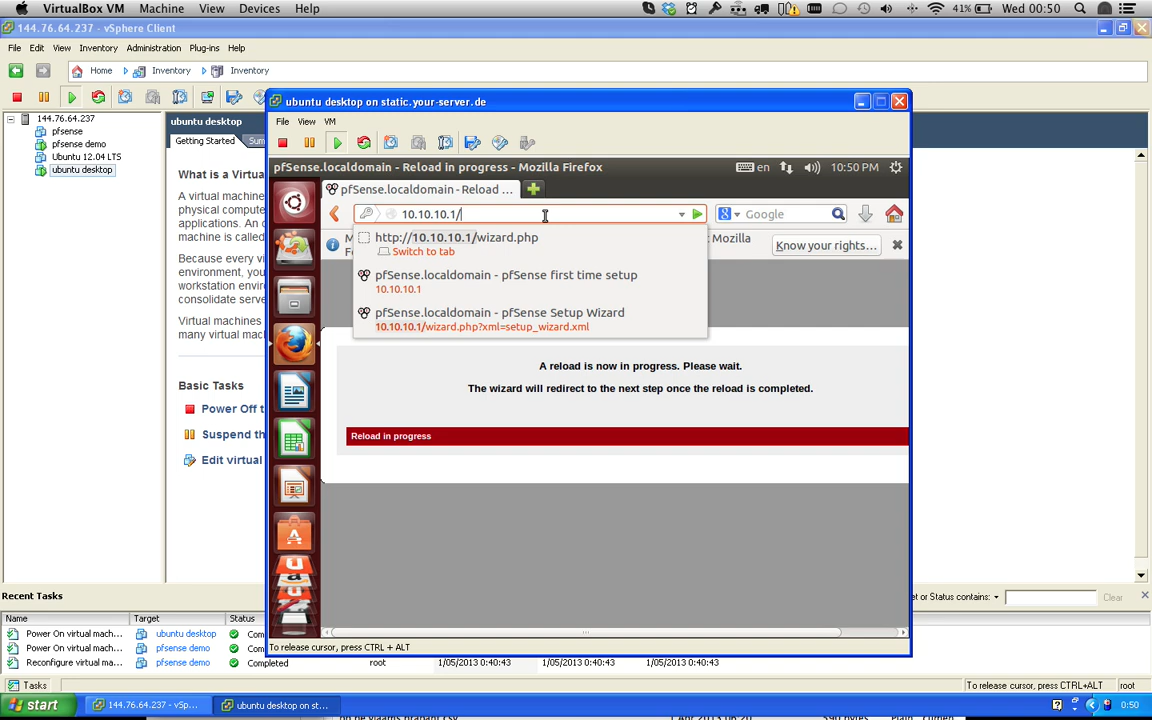 VirtualBox VM Machine View Devices Help 41% Wed 00:50
144.76.64.237 - vSphere Client
File Edit View Inventory Administration Plug-ins Help
Home Inventory Inventory
144.76.64.237
pfsense
pfsense demo
Ubuntu 12.04 LTS
ubuntu desktop
ubuntu desktop
Getting Started Sum
What is a Virtua
A virtual machine
physical compute
applications. An o
machine is called
Because every vi
environment, you
workstation enviro
consolidate serve
Virtual machines
many virtual mach
Basic Tasks
Power Off t
Suspend th
Edit virtual
ubuntu desktop on static.your-server.de
File View VM
pfSense.localdomain - Reload in progress - Mozilla Firefox en 10:50 PM
pfSense.localdomain - Reload ...
10.10.10.1/ Google
http://10.10.10.1/wizard.php
Switch to tab
pfSense.localdomain - pfSense first time setup
10.10.10.1
pfSense.localdomain - pfSense Setup Wizard
10.10.10.1/wizard.php?xml=setup_wizard.xml
Mozilla
Know your rights...
A reload is now in progress. Please wait.
The wizard will redirect to the next step once the reload is completed.
Reload in progress
To release cursor, press CTRL + ALT
Recent Tasks
et or Status contains: Clear
Name Target Status
Power On virtual mach... ubuntu desktop Com
Power On virtual mach... pfsense demo Com
Reconfigure virtual ma... pfsense demo Completed root 1/05/2013 0:40:43 1/05/2013 0:40:43 1/05/2013 0:40:43
Tasks To release cursor, press CTRL+ALT root
start 144.76.64.237 - vSp... ubuntu desktop on st... 0:50